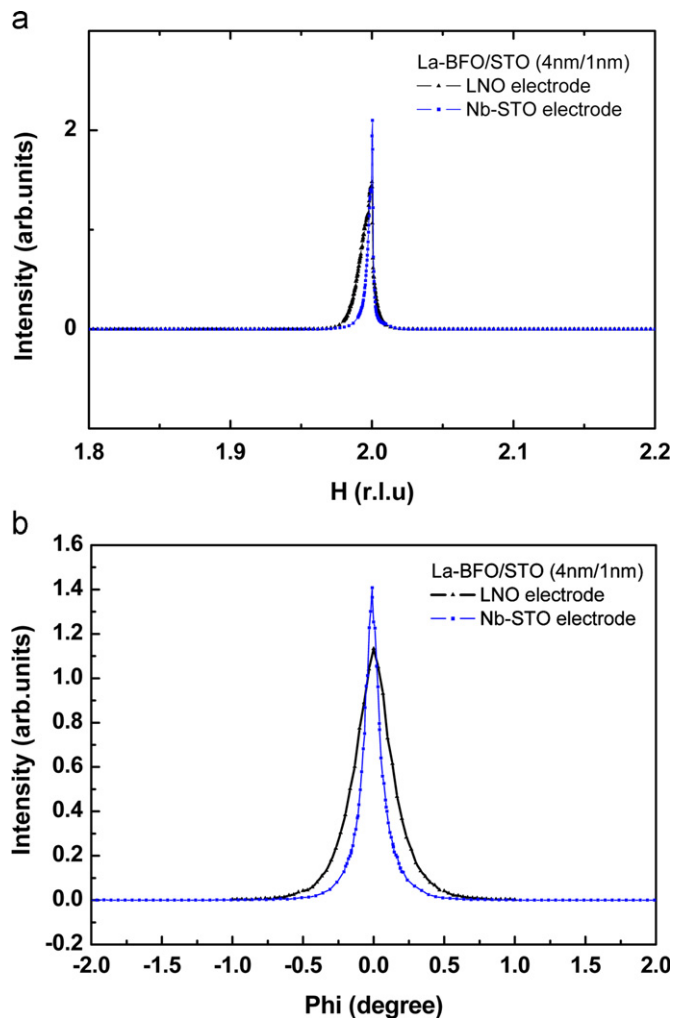 a
La-BFO/STO (4nm/1nm)
LNO electrode
Nb-STO electrode
Intensity (arb.units)
2
0
1.8
1.9
2.0
2.1
2.2
H (r.l.u)
b
La-BFO/STO (4nm/1nm)
LNO electrode
Nb-STO electrode
Intensity (arb.units)
1.6
1.4
1.2
1.0
0.8
0.6
0.4
0.2
0.0
-0.2
-2.0
-1.5
-1.0
-0.5
0.0
0.5
1.0
1.5
2.0
Phi (degree)